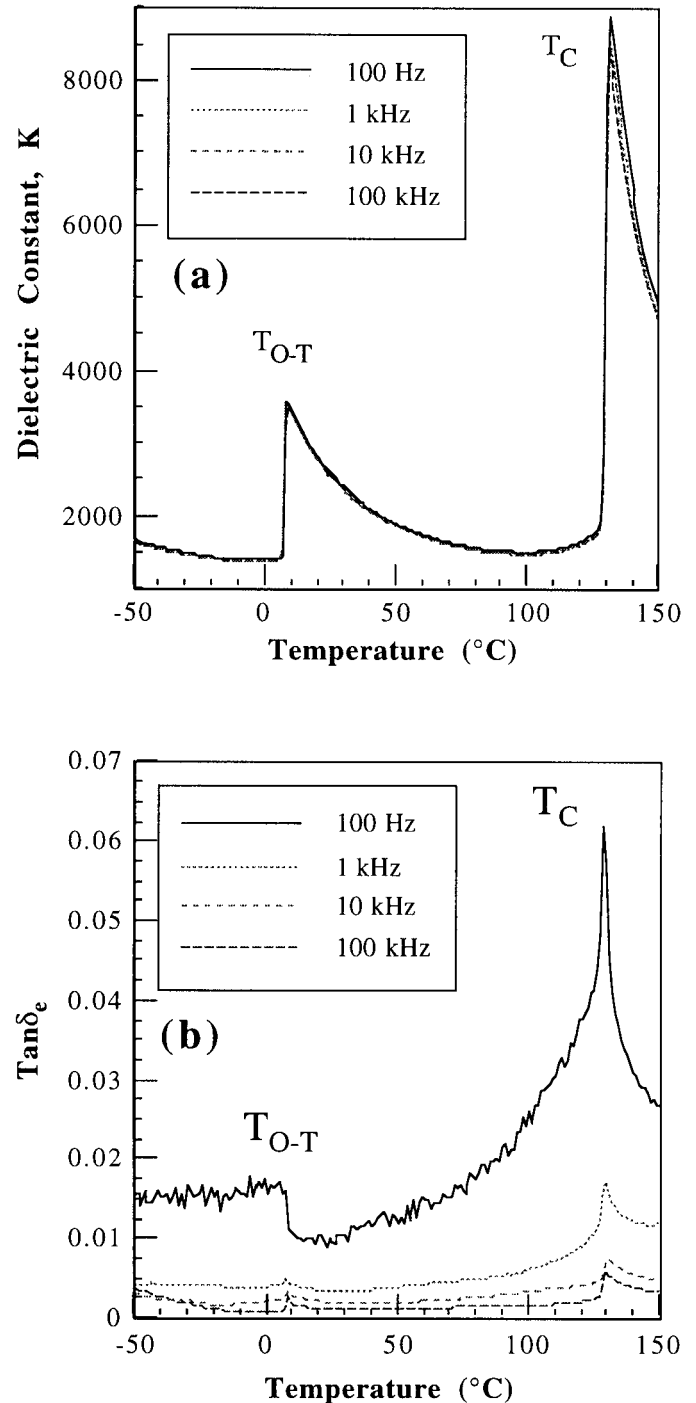 T_C
8000
6000
4000
2000
Dielectric Constant, K
100 Hz
1 kHz
10 kHz
100 kHz
(a)
T_O-T
-50
0
50
100
150
Temperature (°C)
0.07
0.06
0.05
0.04
0.03
0.02
0.01
0
Tanδ_e
100 Hz
1 kHz
10 kHz
100 kHz
T_C
(b)
T_O-T
-50
0
50
100
150
Temperature (°C)